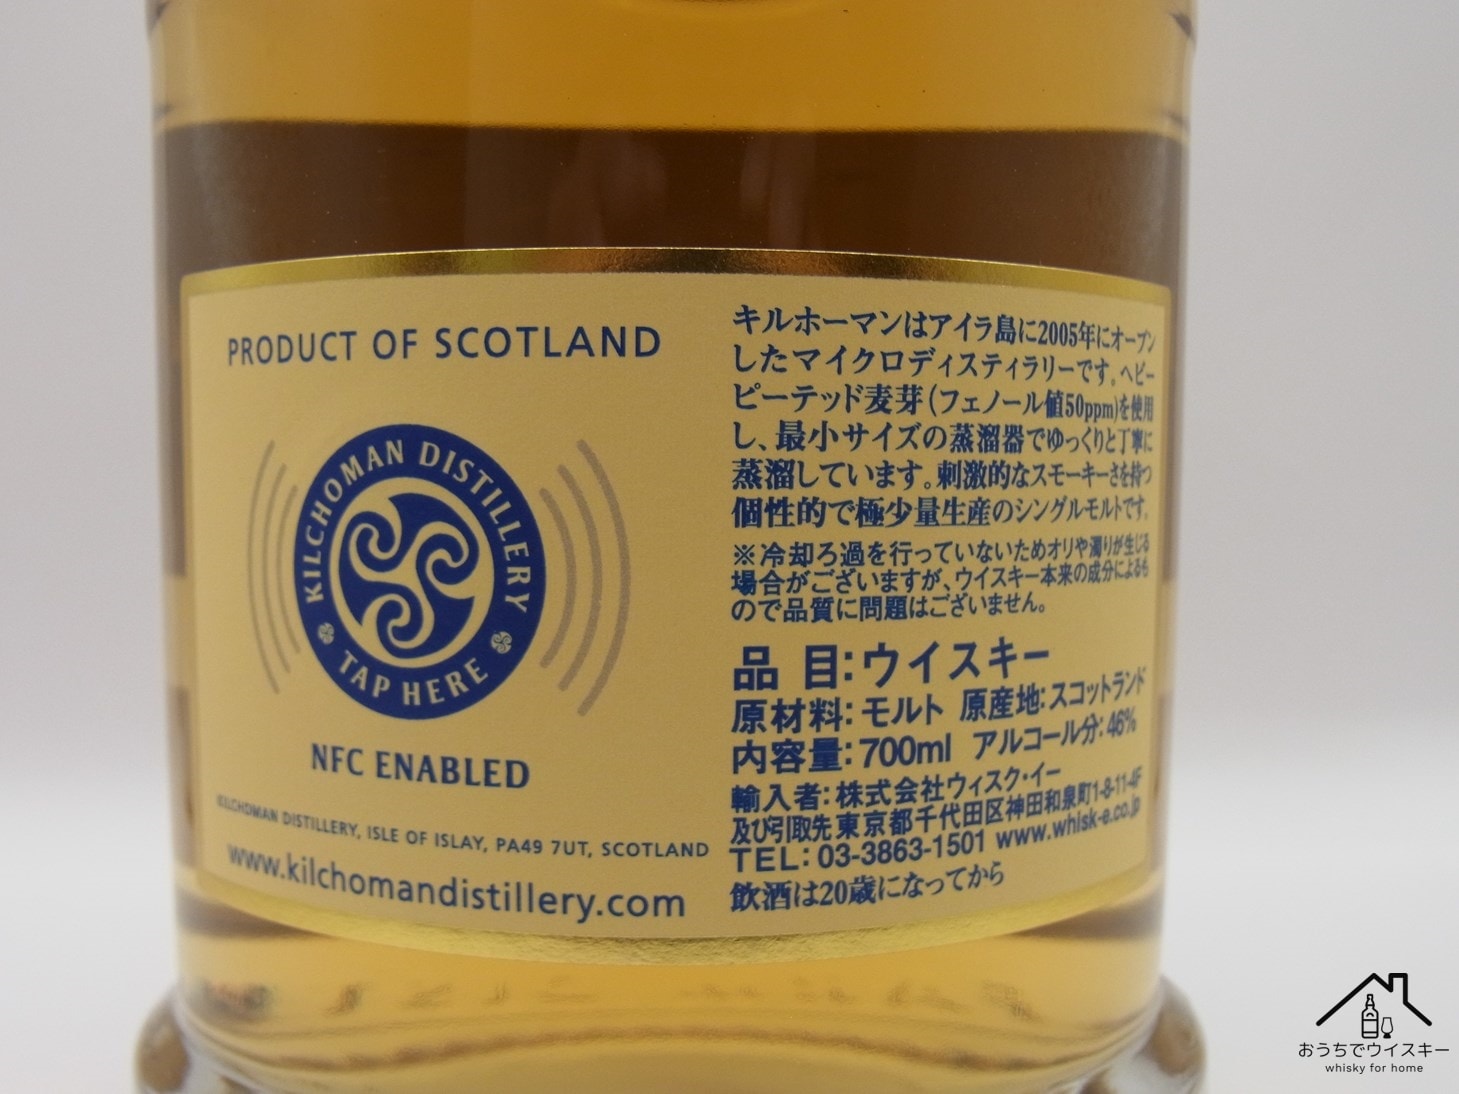 PRODUCT OF SCOTLAND
KILCHOMAN DISTILLERY
TAP HERE
NFC ENABLED
KILCHOMAN DISTILLERY, ISLE OF ISLAY, PA49 7UT, SCOTLAND
www.kilchomandistillery.com
キルホーマンはアイラ島に2005年にオープン
したマイクロディスティラリーです。ヘビー
ピーテッド麦芽(フェノール値50ppm)を使用
し、最小サイズの蒸溜器でゆっくりと丁寧に
蒸溜しています。刺激的なスモーキーさを持つ
個性的で極少量生産のシングルモルトです。
※冷却ろ過を行っていないためオリや濁りが生じる
場合がございますが、ウイスキー本来の成分によるも
ので品質に問題はございません。
品 目:ウイスキー
原材料:モルト 原産地:スコットランド
内容量:700ml アルコール分:46%
輸入者:株式会社ウィスク・イー
及び引取先 東京都千代田区神田和泉町1-8-11-4F
TEL:03-3863-1501 www.whisk-e.co.jp
飲酒は20歳になってから
おうちでウイスキー
whisky for home